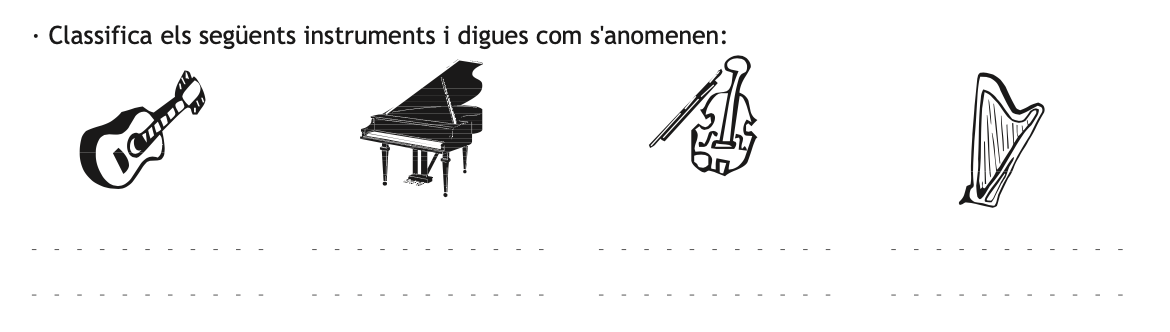 · Classifica els següents instruments i digues com s'anomenen: